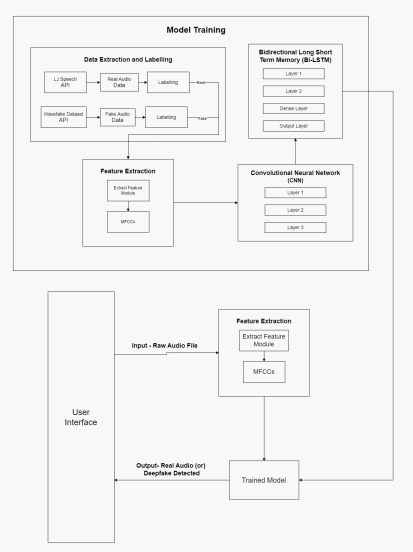 Model Training
Data Extraction and Labelling
LJ Speech
API
Real Audio
Data
Labelling
Real
Wavefake Dataset
API
Fake Audio
Data
Labelling
Fake
Bidirectional Long Short
Term Memory (Bi-LSTM)
Layer 1
Layer 2
Dense Layer
Output Layer
Feature Extraction
Extract Feature
Module
MFCCs
Convolutional Neural Network
(CNN)
Layer 1
Layer 2
Layer 3
User
Interface
Input - Raw Audio File
Feature Extraction
Extract Feature
Module
MFCCs
Output- Real Audio (or)
Deepfake Detected
Trained Model